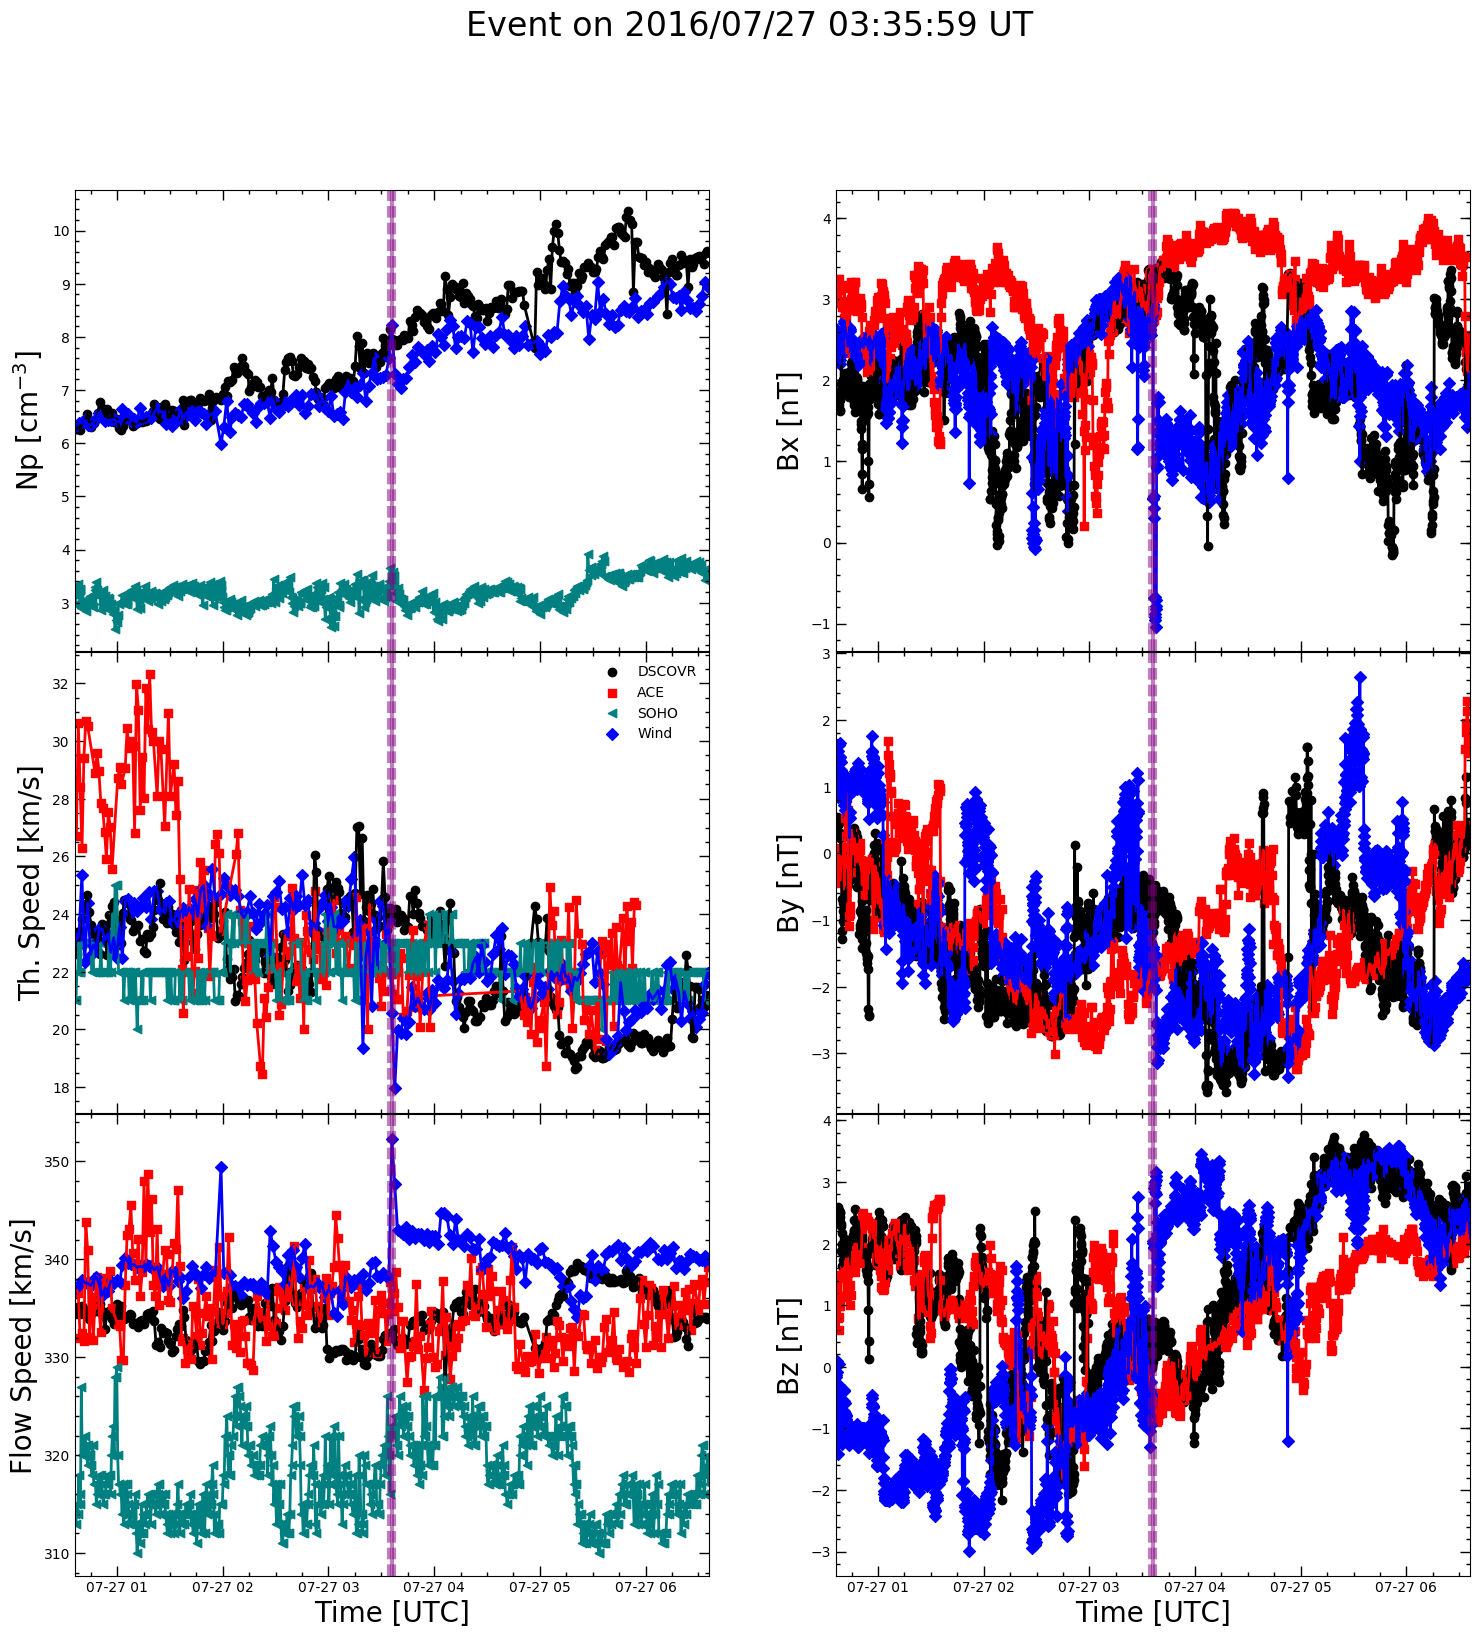 Event on 2016/07/27 03:35:59 UT
Np [cm⁻³]
10
9
8
7
6
5
4
3
Bx [nT]
4
3
2
1
0
−1
Th. Speed [km/s]
32
30
28
26
24
22
20
18
DSCOVR
ACE
SOHO
Wind
By [nT]
3
2
1
0
−1
−2
−3
Flow Speed [km/s]
350
340
330
320
310
Bz [nT]
4
3
2
1
0
−1
−2
−3
07-27 01 07-27 02 07-27 03 07-27 04 07-27 05 07-27 06
Time [UTC]
07-27 01 07-27 02 07-27 03 07-27 04 07-27 05 07-27 06
Time [UTC]